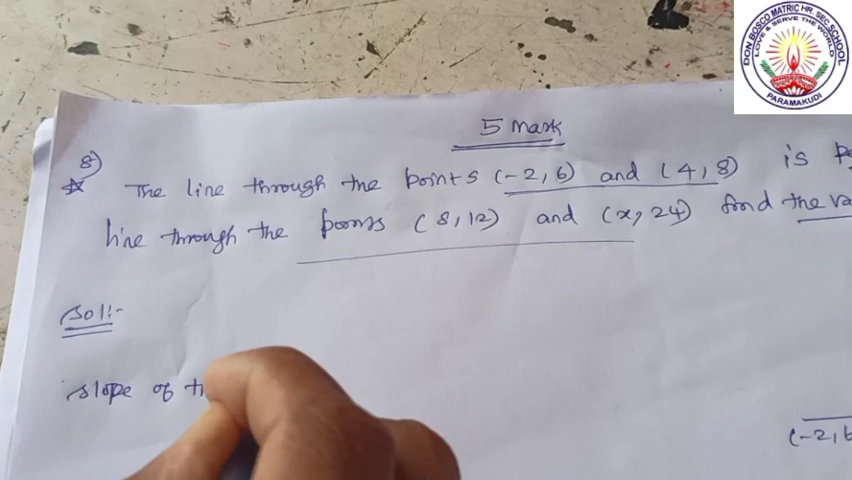 DON BOSCO MATRIC HR. SEC. SCHOOL
LOVE & SERVE THE WORLD
PARAMAKUDI
5 Mark
8) The line through the points (-2, 6) and (4, 8) is
line through the points (8, 12) and (x, 24) find the
Sol:-
Slope of
(-2, 6